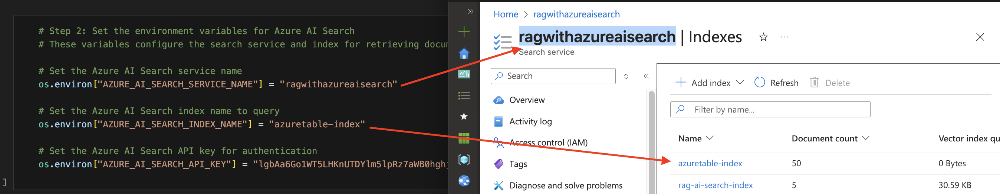 # Step 2: Set the environment variables for Azure AI Search
# These variables configure the search service and index for retrieving docum
# Set the Azure AI Search service name
os.environ["AZURE_AI_SEARCH_SERVICE_NAME"] = "ragwithazureaisearch"
# Set the Azure AI Search index name to query
os.environ["AZURE_AI_SEARCH_INDEX_NAME"] = "azuretable-index"
# Set the Azure AI Search API key for authentication
os.environ["AZURE_AI_SEARCH_API_KEY"] = "lgbAa6Go1WT5LHKnUTDYlm5lpRz7aWB0hghj
]
Home > ragwithazureaisearch
ragwithazureaisearch | Indexes
Search service
Search
Overview
Activity log
Access control (IAM)
Tags
Diagnose and solve problems
Add index Refresh Delete
Filter by name...
Name Document count Vector index qu
azuretable-index 50 0 Bytes
rag-ai-search-index 5 30.59 KB